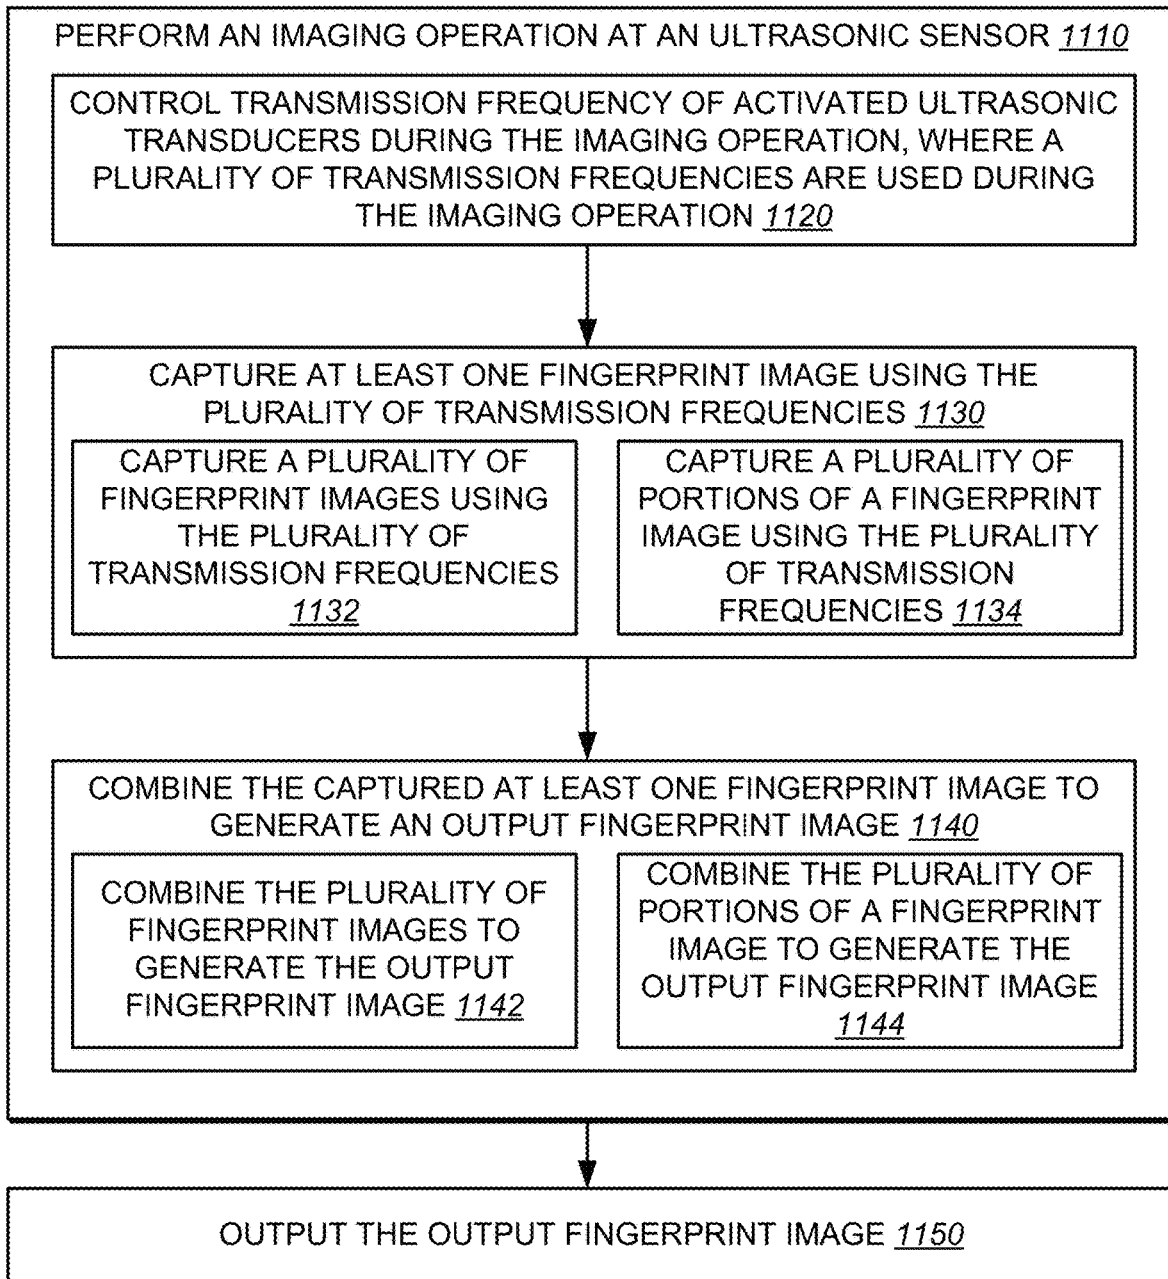 PERFORM AN IMAGING OPERATION AT AN ULTRASONIC SENSOR 1110
CONTROL TRANSMISSION FREQUENCY OF ACTIVATED ULTRASONIC
TRANSDUCERS DURING THE IMAGING OPERATION, WHERE A
PLURALITY OF TRANSMISSION FREQUENCIES ARE USED DURING
THE IMAGING OPERATION 1120
CAPTURE AT LEAST ONE FINGERPRINT IMAGE USING THE
PLURALITY OF TRANSMISSION FREQUENCIES 1130
CAPTURE A PLURALITY OF
FINGERPRINT IMAGES USING
THE PLURALITY OF
TRANSMISSION FREQUENCIES
1132
CAPTURE A PLURALITY OF
PORTIONS OF A FINGERPRINT
IMAGE USING THE PLURALITY
OF TRANSMISSION
FREQUENCIES 1134
COMBINE THE CAPTURED AT LEAST ONE FINGERPRINT IMAGE TO
GENERATE AN OUTPUT FINGERPRINT IMAGE 1140
COMBINE THE PLURALITY OF
FINGERPRINT IMAGES TO
GENERATE THE OUTPUT
FINGERPRINT IMAGE 1142
COMBINE THE PLURALITY OF
PORTIONS OF A FINGERPRINT
IMAGE TO GENERATE THE
OUTPUT FINGERPRINT IMAGE
1144
OUTPUT THE OUTPUT FINGERPRINT IMAGE 1150